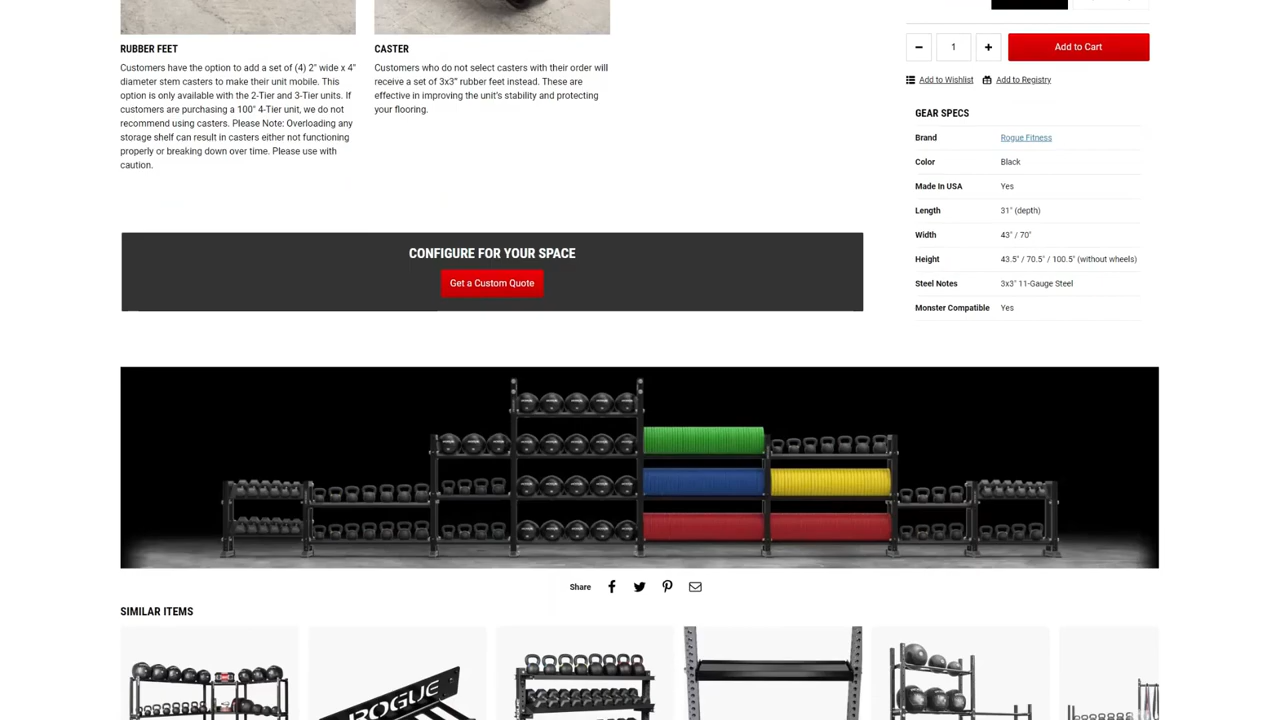 RUBBER FEET
Customers have the option to add a set of (4) 2" wide x 4"
diameter stem casters to make their unit mobile. This
option is only available with the 2-Tier and 3-Tier units. If
customers are purchasing a 100" 4-Tier unit, we do not
recommend using casters. Please Note: Overloading any
storage shelf can result in casters either not functioning
properly or breaking down over time. Please use with
caution.
CASTER
Customers who do not select casters with their order will
receive a set of 3x3" rubber feet instead. These are
effective in improving the unit's stability and protecting
your flooring.
CONFIGURE FOR YOUR SPACE
Get a Custom Quote
− 1 + Add to Cart
Add to Wishlist Add to Registry
GEAR SPECS
Brand Rogue Fitness
Color Black
Made In USA Yes
Length 31" (depth)
Width 43" / 70"
Height 43.5" / 70.5" / 100.5" (without wheels)
Steel Notes 3x3" 11-Gauge Steel
Monster Compatible Yes
Share
SIMILAR ITEMS
ROGUE